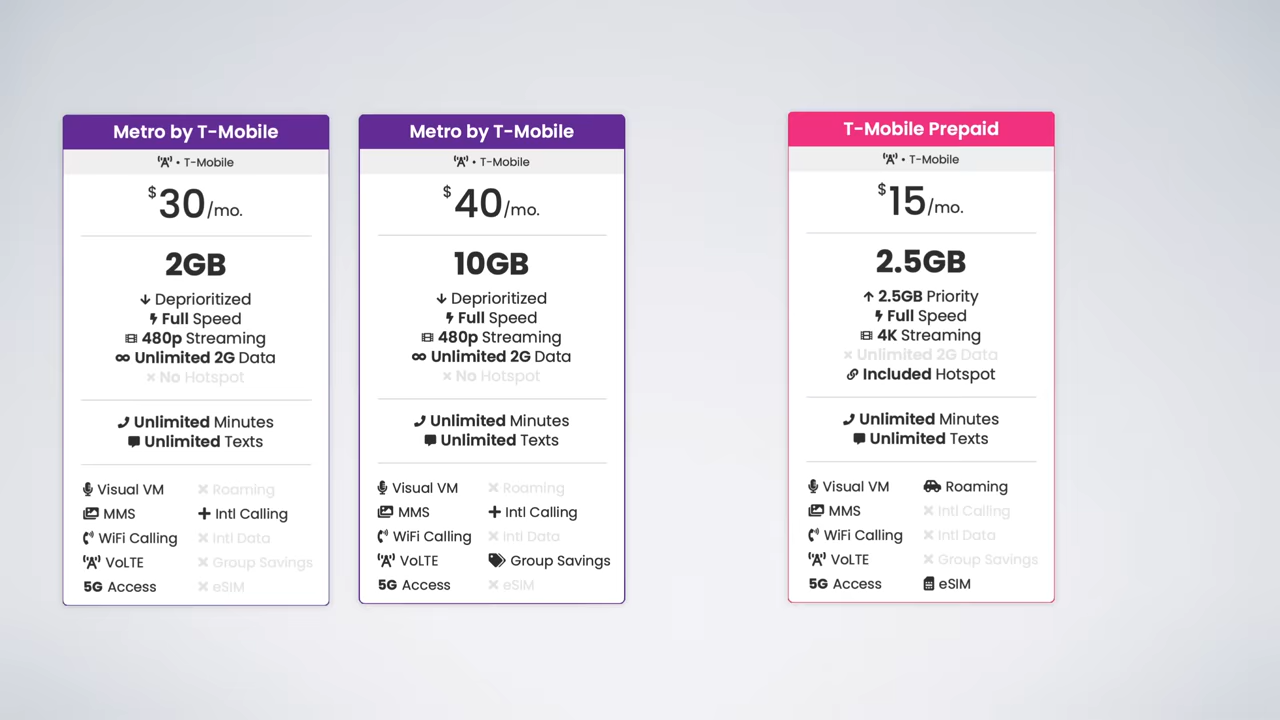 Metro by T-Mobile
• T-Mobile
$30/mo.
2GB
Deprioritized
Full Speed
480p Streaming
Unlimited 2G Data
No Hotspot
Unlimited Minutes
Unlimited Texts
Visual VM
Roaming
MMS
Intl Calling
WiFi Calling
Intl Data
VoLTE
Group Savings
5G Access
eSIM
Metro by T-Mobile
• T-Mobile
$40/mo.
10GB
Deprioritized
Full Speed
480p Streaming
Unlimited 2G Data
No Hotspot
Unlimited Minutes
Unlimited Texts
Visual VM
Roaming
MMS
Intl Calling
WiFi Calling
Intl Data
VoLTE
Group Savings
5G Access
eSIM
T-Mobile Prepaid
• T-Mobile
$15/mo.
2.5GB
2.5GB Priority
Full Speed
4K Streaming
Unlimited 2G Data
Included Hotspot
Unlimited Minutes
Unlimited Texts
Visual VM
Roaming
MMS
Intl Calling
WiFi Calling
Intl Data
VoLTE
Group Savings
5G Access
eSIM